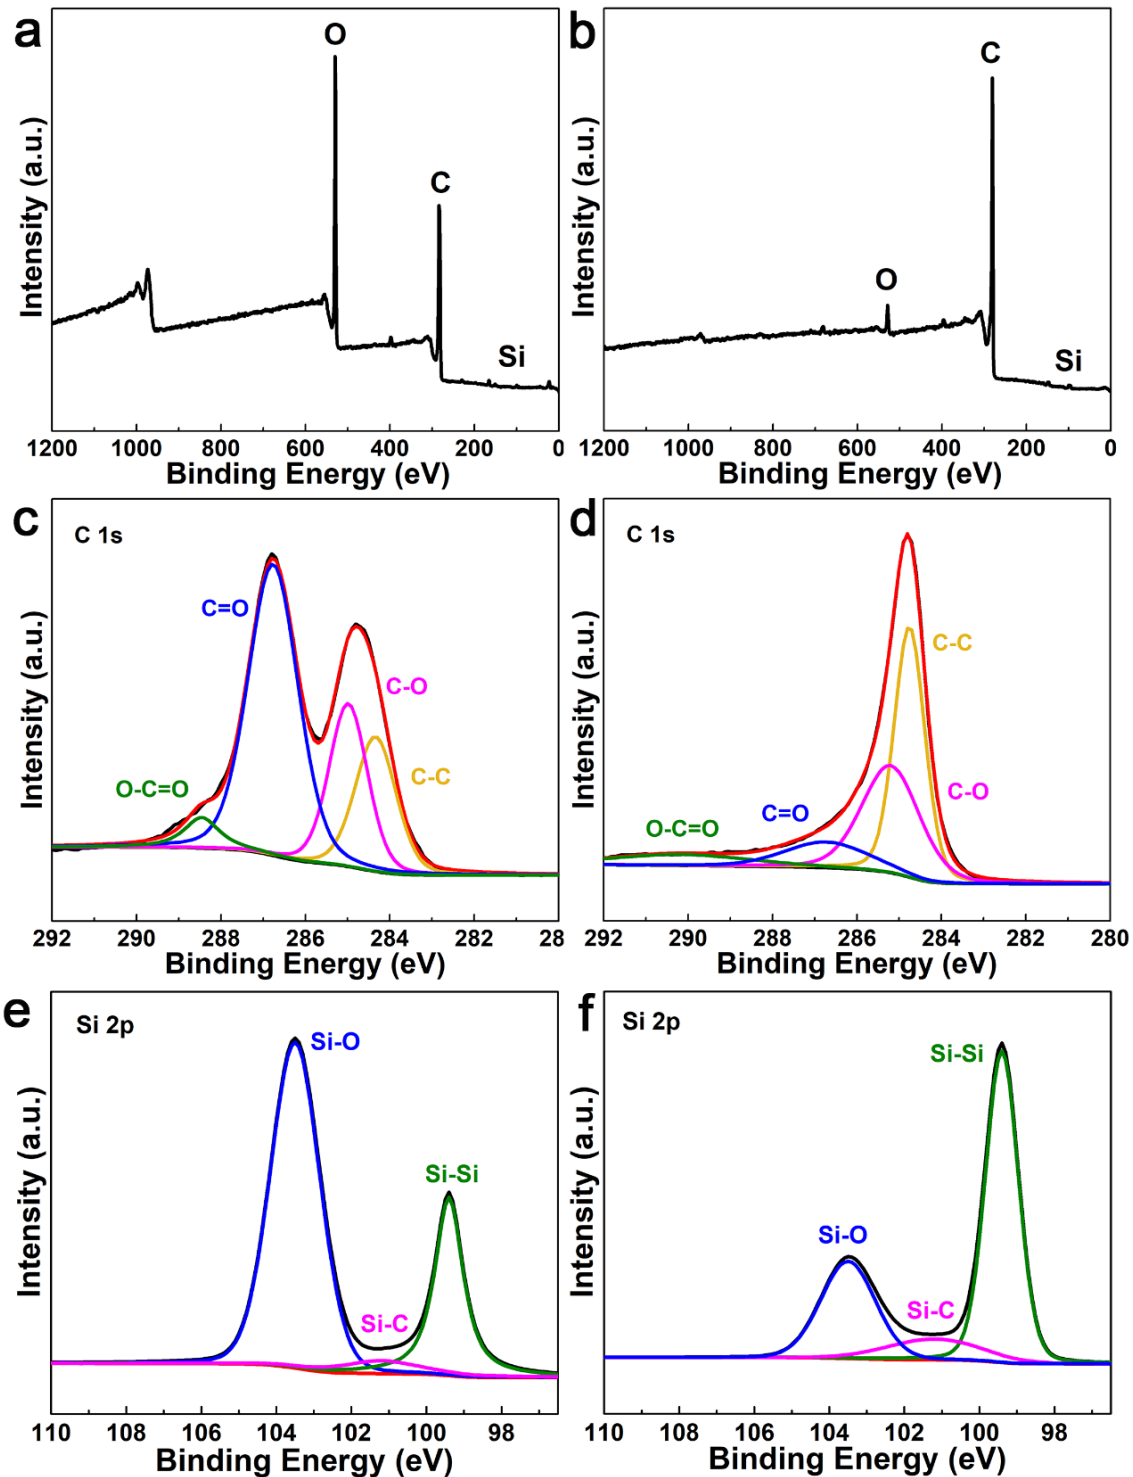 a
O
C
Si
Intensity (a.u.)
1200 1000 800 600 400 200 0
Binding Energy (eV)
b
C
O
Si
Intensity (a.u.)
1200 1000 800 600 400 200 0
Binding Energy (eV)
c
C 1s
C=O
C-O
C-C
O-C=O
Intensity (a.u.)
292 290 288 286 284 282 28
Binding Energy (eV)
d
C 1s
C-C
C-O
C=O
O-C=O
Intensity (a.u.)
292 290 288 286 284 282 280
Binding Energy (eV)
e
Si 2p
Si-O
Si-Si
Si-C
Intensity (a.u.)
110 108 106 104 102 100 98
Binding Energy (eV)
f
Si 2p
Si-Si
Si-O
Si-C
Intensity (a.u.)
110 108 106 104 102 100 98
Binding Energy (eV)